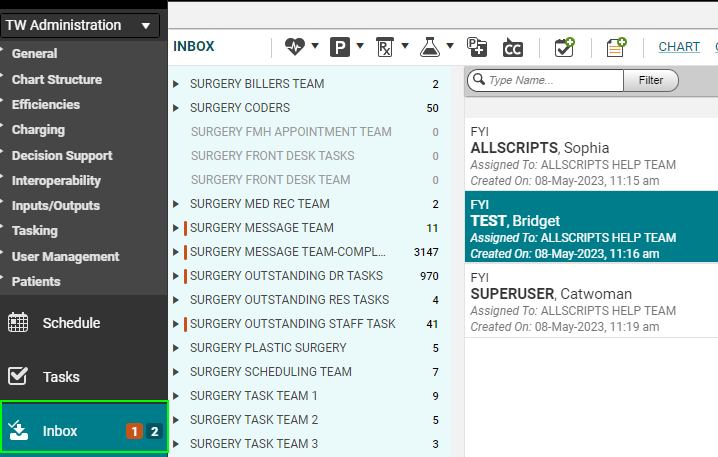 TW Administration
General
Chart Structure
Efficiencies
Charging
Decision Support
Interoperability
Inputs/Outputs
Tasking
User Management
Patients
Schedule
Tasks
Inbox 1 2
INBOX
P
Rx
P
CC
CHART
SURGERY BILLERS TEAM 2
SURGERY CODERS 50
SURGERY FMH APPOINTMENT TEAM 0
SURGERY FRONT DESK TASKS 0
SURGERY FRONT DESK TEAM 0
SURGERY MED REC TEAM 2
SURGERY MESSAGE TEAM 11
SURGERY MESSAGE TEAM-COMPL... 3147
SURGERY OUTSTANDING DR TASKS 970
SURGERY OUTSTANDING RES TASKS 4
SURGERY OUTSTANDING STAFF TASK 41
SURGERY PLASTIC SURGERY 5
SURGERY SCHEDULING TEAM 7
SURGERY TASK TEAM 1 9
SURGERY TASK TEAM 2 5
SURGERY TASK TEAM 3 3
Type Name...
Filter
FYI
ALLSCRIPTS, Sophia
Assigned To: ALLSCRIPTS HELP TEAM
Created On: 08-May-2023, 11:15 am
FYI
TEST, Bridget
Assigned To: ALLSCRIPTS HELP TEAM
Created On: 08-May-2023, 11:16 am
FYI
SUPERUSER, Catwoman
Assigned To: ALLSCRIPTS HELP TEAM
Created On: 08-May-2023, 11:19 am